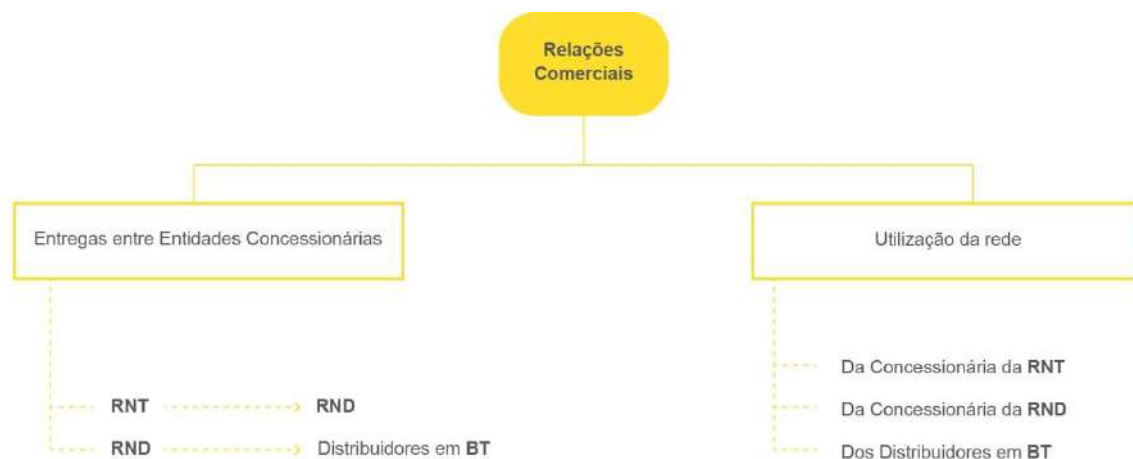 Relações
Comerciais
Entregas entre Entidades Concessionárias
RNT RND
RND Distribuidores em BT
Utilização da rede
Da Concessionária da RNT
Da Concessionária da RND
Dos Distribuidores em BT